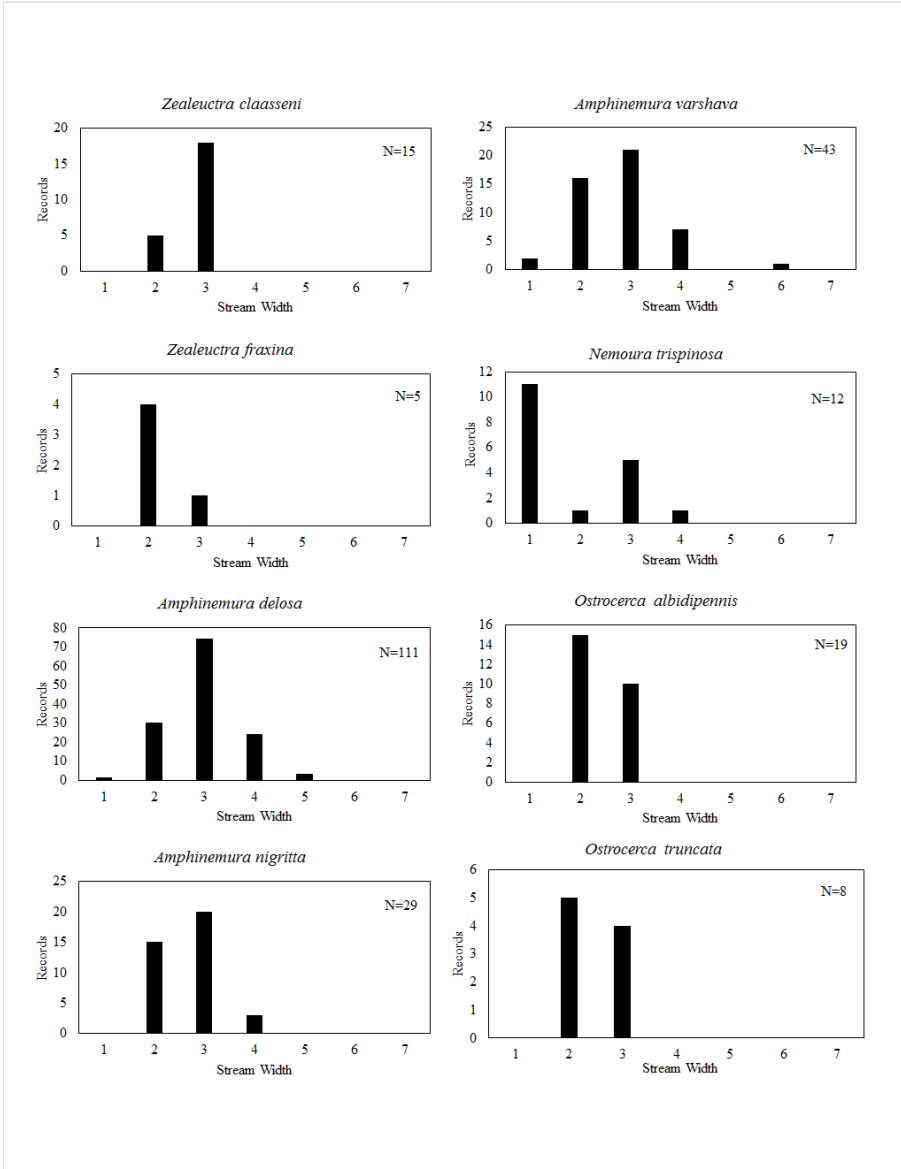 Zealeuctra claasseni
20
15
10
5
0
Records
N=15
1 2 3 4 5 6 7
Stream Width
Amphinemura varshava
25
20
15
10
5
0
Records
N=43
1 2 3 4 5 6 7
Stream Width
Zealeuctra fraxina
5
4
3
2
1
0
Records
N=5
1 2 3 4 5 6 7
Stream Width
Nemoura trispinosa
12
10
8
6
4
2
0
Records
N=12
1 2 3 4 5 6 7
Stream Width
Amphinemura delosa
80
70
60
50
40
30
20
10
0
Records
N=111
1 2 3 4 5 6 7
Stream Width
Ostrocerca albidipennis
16
14
12
10
8
6
4
2
0
Records
N=19
1 2 3 4 5 6 7
Stream Width
Amphinemura nigritta
25
20
15
10
5
0
Records
N=29
1 2 3 4 5 6 7
Stream Width
Ostrocerca truncata
6
5
4
3
2
1
0
Records
N=8
1 2 3 4 5 6 7
Stream Width